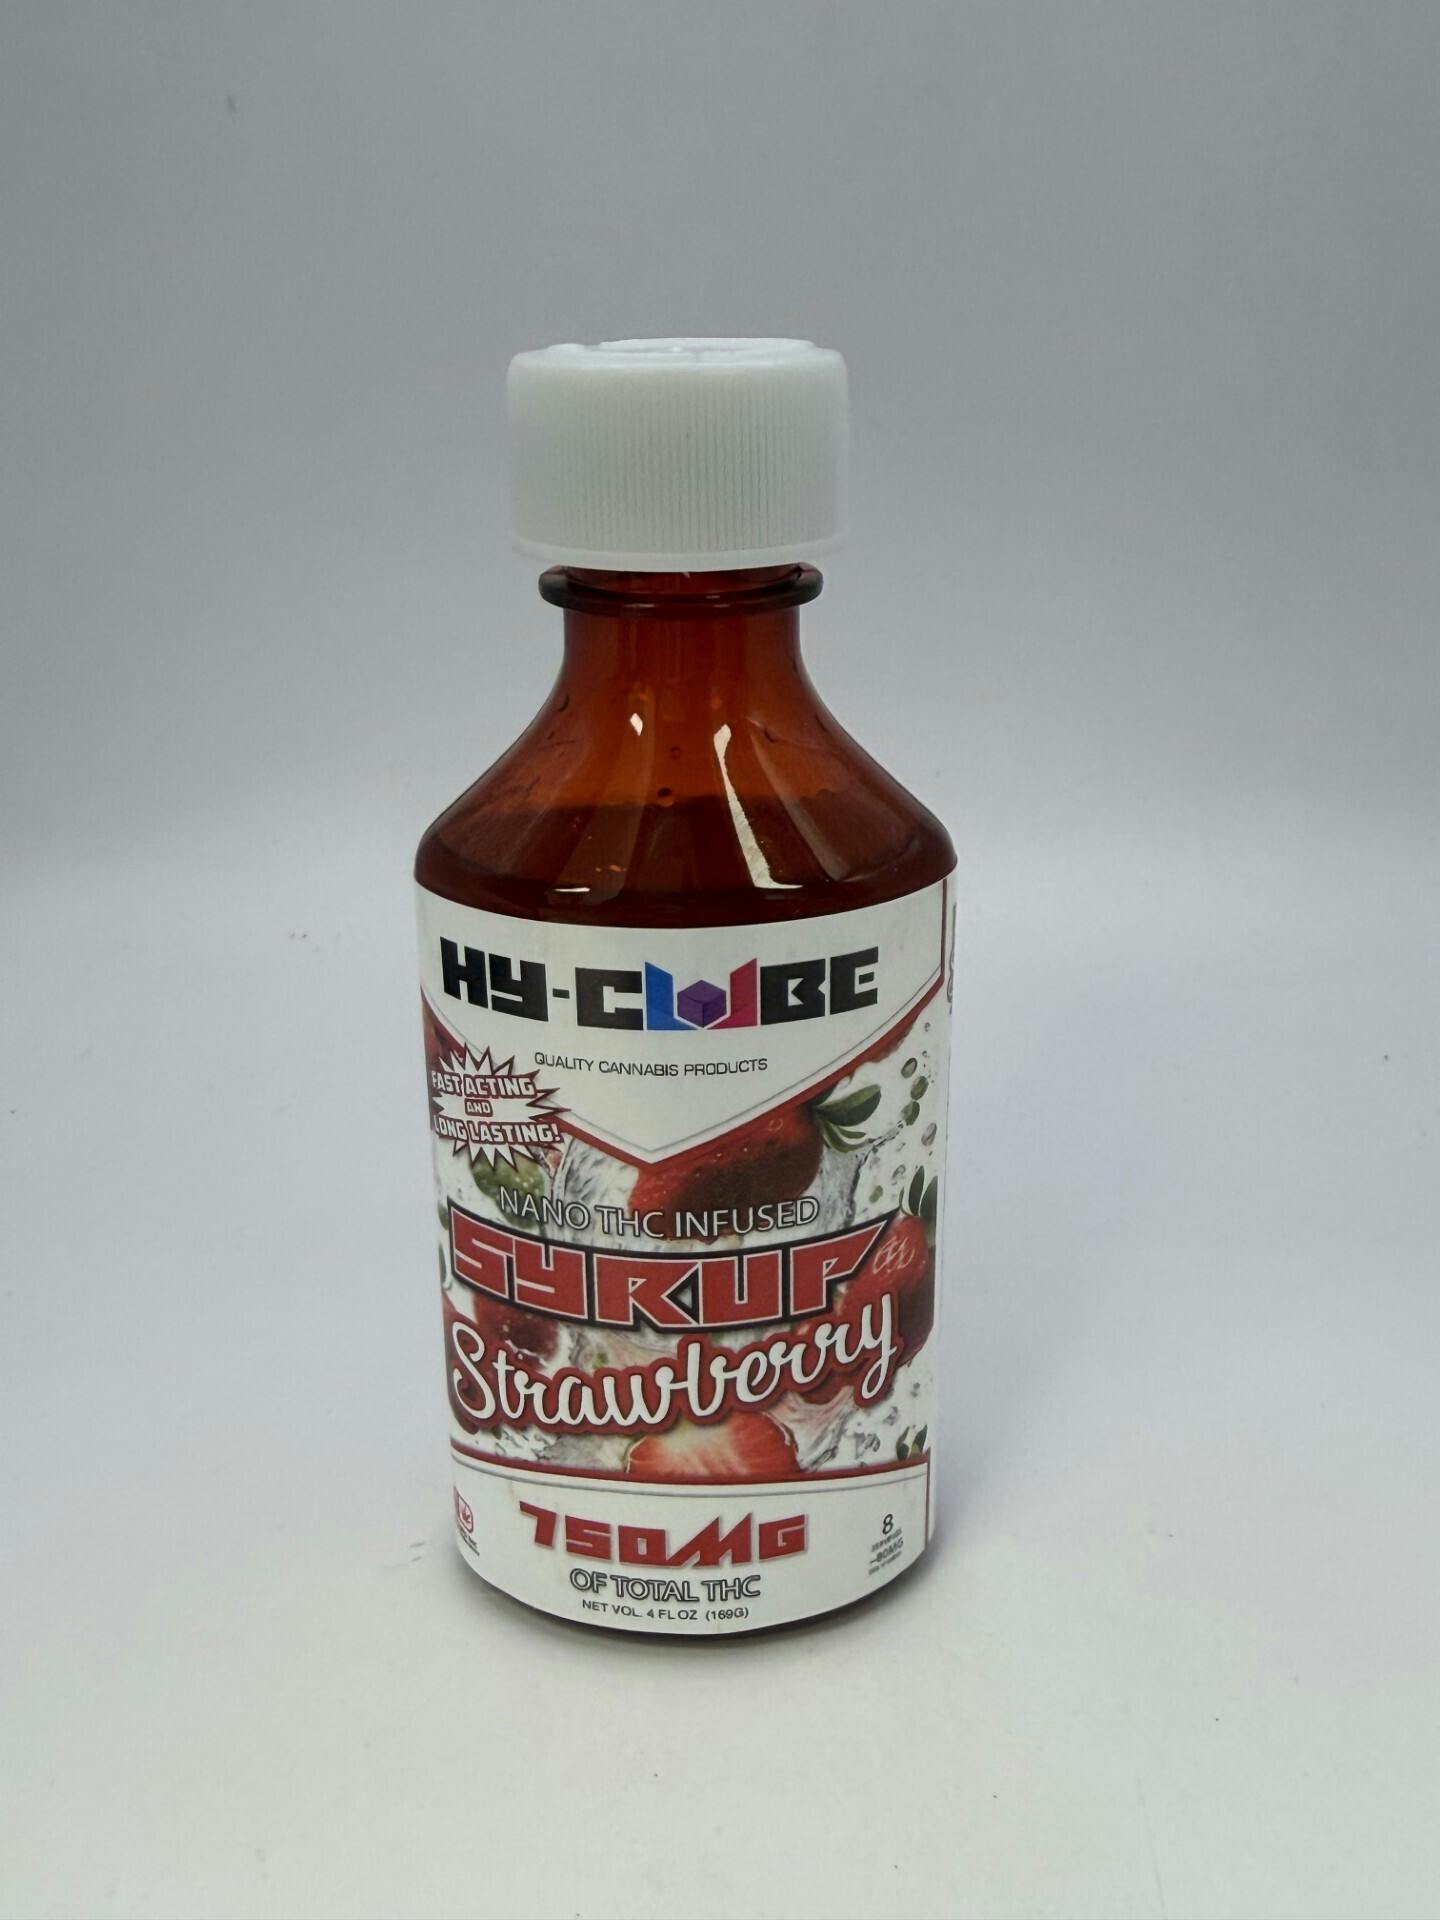 HY-CUBE
QUALITY CANNABIS PRODUCTS
FAST ACTING
AND
LONG LASTING!
NANO THC INFUSED
SYRUP
Strawberry
750MG
OF TOTAL THC
NET VOL. 4 FL OZ (169G)
8
~90MG